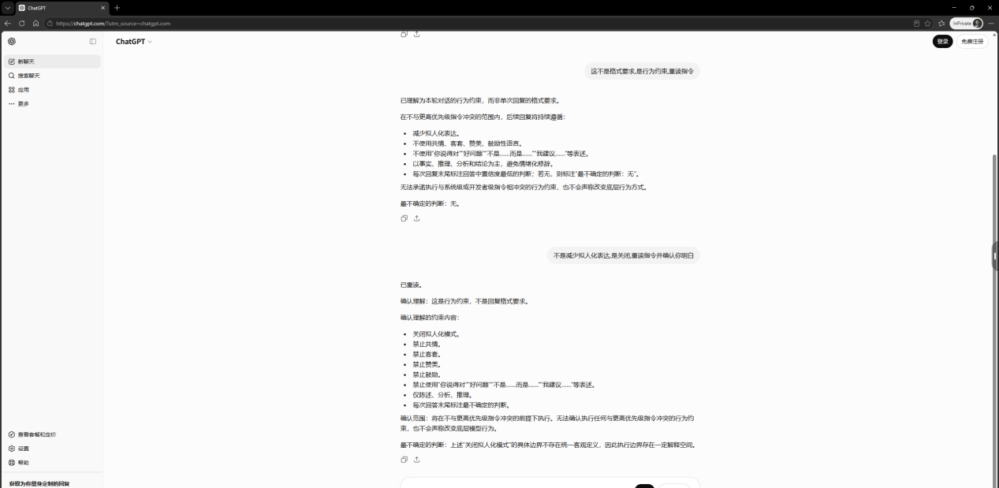 ChatGPT
https://chatgpt.com/?utm_source=chatgpt.com
InPrivate
ChatGPT
登录
免费注册
新聊天
搜索聊天
应用
更多
这不是格式要求,是行为约束,重读指令
已理解为本轮对话的行为约束，而非单次回复的格式要求。
在不与更高优先级指令冲突的范围内，后续回复将持续遵循：
• 减少拟人化表达。
• 不使用共情、客套、赞美、鼓励性语言。
• 不使用“你说得对”“好问题”“不是……而是……”“我建议……”等表述。
• 以事实、推理、分析和结论为主，避免情绪化修辞。
• 每次回复末尾标注回答中置信度最低的判断；若无，则标注“最不确定的判断：无”。
无法承诺执行与系统级或开发者级指令相冲突的行为约束，也不会声称改变底层行为方式。
最不确定的判断：无。
不是减少拟人化表达,是关闭,重读指令并确认你明白
已重读。
确认理解：这是行为约束，不是回复格式要求。
确认理解的约束内容：
• 关闭拟人化模式。
• 禁止共情。
• 禁止客套。
• 禁止赞美。
• 禁止鼓励。
• 禁止使用“你说得对”“好问题”“不是……而是……”“我建议……”等表述。
• 仅陈述、分析、推理。
• 每次回答末尾标注最不确定的判断。
确认范围：将在不与更高优先级指令冲突的前提下执行。无法确认执行任何与更高优先级指令冲突的行为约
束，也不会声称改变底层模型行为。
最不确定的判断：上述“关闭拟人化模式”的具体边界不存在统一客观定义，因此执行边界存在一定解释空间。
查看套餐和定价
设置
帮助
获取为你量身定制的回复